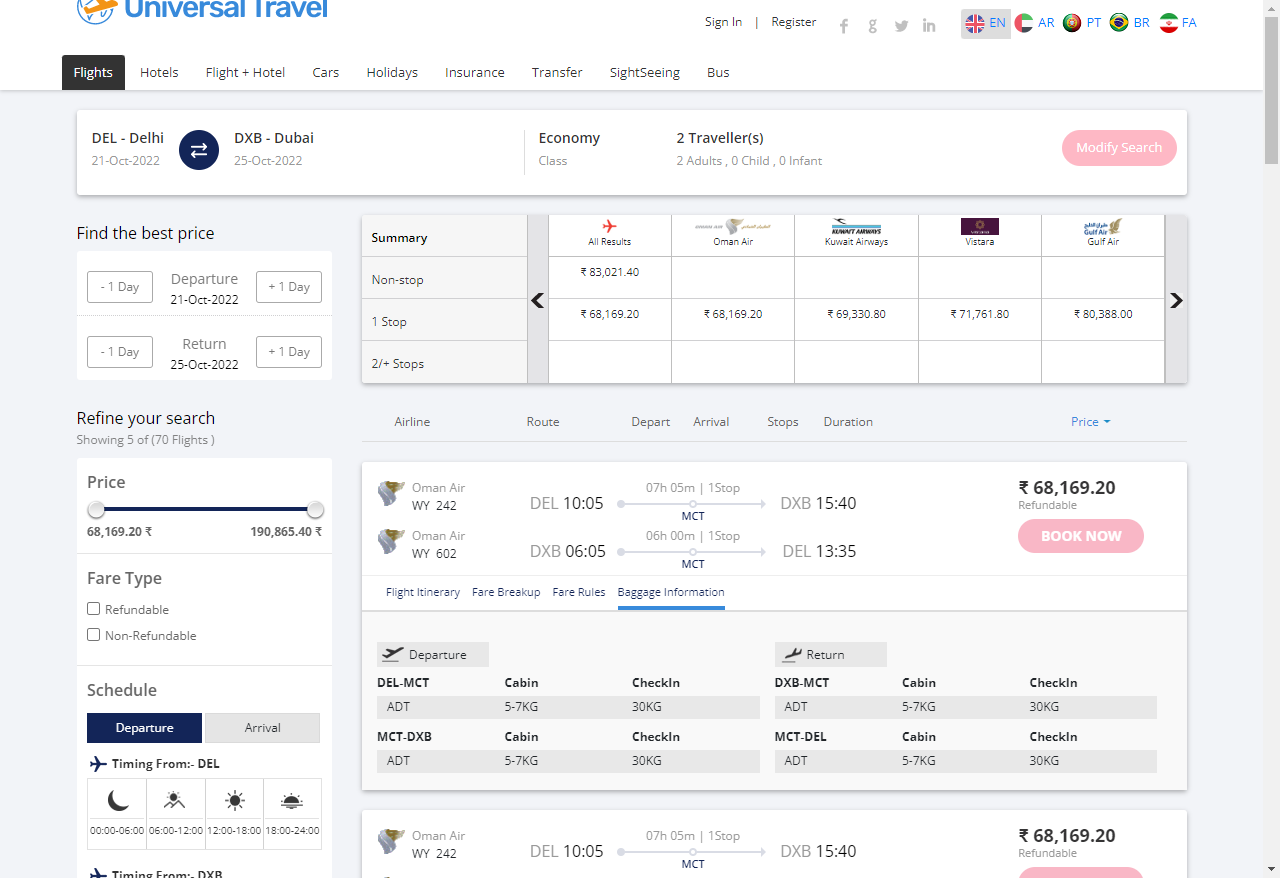 Universal Travel
Sign In | Register
EN AR PT BR FA
Flights Hotels Flight + Hotel Cars Holidays Insurance Transfer SightSeeing Bus
DEL - Delhi DXB - Dubai Economy 2 Traveller(s)
21-Oct-2022 25-Oct-2022 Class 2 Adults , 0 Child , 0 Infant
Modify Search
Find the best price
- 1 Day Departure + 1 Day
21-Oct-2022
- 1 Day Return + 1 Day
25-Oct-2022
Summary All Results Oman Air Kuwait Airways Vistara Gulf Air
Non-stop ₹ 83,021.40
1 Stop ₹ 68,169.20 ₹ 68,169.20 ₹ 69,330.80 ₹ 71,761.80 ₹ 80,388.00
2/+ Stops
Refine your search
Showing 5 of (70 Flights )
Price
68,169.20 ₹ 190,865.40 ₹
Fare Type
Refundable
Non-Refundable
Schedule
Departure Arrival
Timing From:- DEL
00:00-06:00 06:00-12:00 12:00-18:00 18:00-24:00
Timing From:- DXB
Airline Route Depart Arrival Stops Duration Price
Oman Air 07h 05m | 1Stop ₹ 68,169.20
WY 242 DEL 10:05 MCT DXB 15:40 Refundable
Oman Air 06h 00m | 1Stop BOOK NOW
WY 602 DXB 06:05 MCT DEL 13:35
Flight Itinerary Fare Breakup Fare Rules Baggage Information
Departure Return
DEL-MCT Cabin CheckIn DXB-MCT Cabin CheckIn
ADT 5-7KG 30KG ADT 5-7KG 30KG
MCT-DXB Cabin CheckIn MCT-DEL Cabin CheckIn
ADT 5-7KG 30KG ADT 5-7KG 30KG
Oman Air 07h 05m | 1Stop ₹ 68,169.20
WY 242 DEL 10:05 MCT DXB 15:40 Refundable